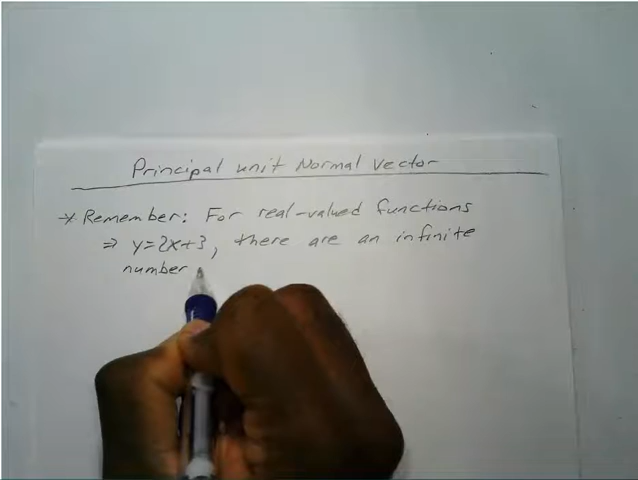 Principal unit Normal Vector
* Remember: For real-valued functions
⇒ y=2x+3, there are an infinite
number